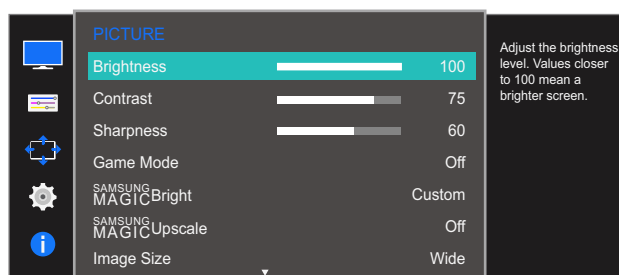 PICTURE
Brightness 100
Contrast 75
Sharpness 60
Game Mode Off
SAMSUNG MAGIC Bright Custom
SAMSUNG MAGIC Upscale Off
Image Size Wide
Adjust the brightness
level. Values closer
to 100 mean a
brighter screen.
i